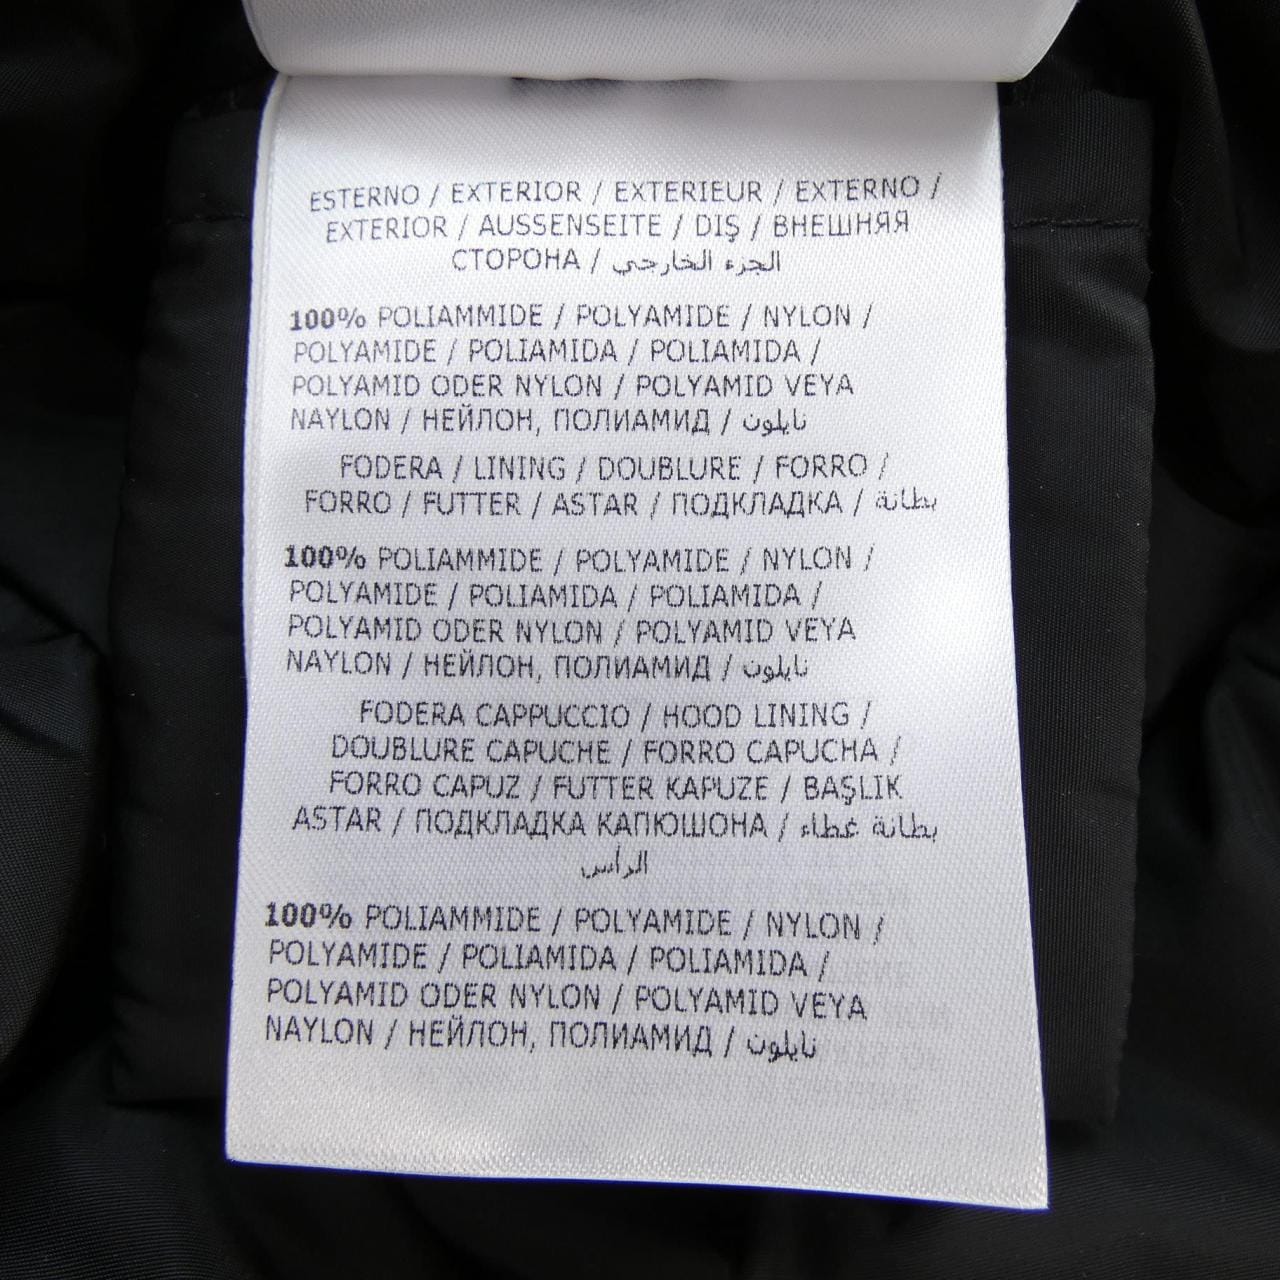 ESTERNO / EXTERIOR / EXTERIEUR / EXTERNO /
EXTERIOR / AUSSENSEITE / DIŞ / ВНЕШНЯЯ
СТОРОНА / الجزء الخارجي
100% POLIAMMIDE / POLYAMIDE / NYLON /
POLYAMIDE / POLIAMIDA / POLIAMIDA /
POLYAMID ODER NYLON / POLYAMID VEYA
NAYLON / НЕЙЛОН, ПОЛИАМИД / نايلون
FODERA / LINING / DOUBLURE / FORRO /
FORRO / FUTTER / ASTAR / ПОДКЛАДКА / بطانة
100% POLIAMMIDE / POLYAMIDE / NYLON /
POLYAMIDE / POLIAMIDA / POLIAMIDA /
POLYAMID ODER NYLON / POLYAMID VEYA
NAYLON / НЕЙЛОН, ПОЛИАМИД / نايلون
FODERA CAPPUCCIO / HOOD LINING /
DOUBLURE CAPUCHE / FORRO CAPUCHA /
FORRO CAPUZ / FUTTER KAPUZE / BAŞLIK
ASTAR / ПОДКЛАДКА КАПЮШОНА / بطانة غطاء
الرأس
100% POLIAMMIDE / POLYAMIDE / NYLON /
POLYAMIDE / POLIAMIDA / POLIAMIDA /
POLYAMID ODER NYLON / POLYAMID VEYA
NAYLON / НЕЙЛОН, ПОЛИАМИД / نايلون